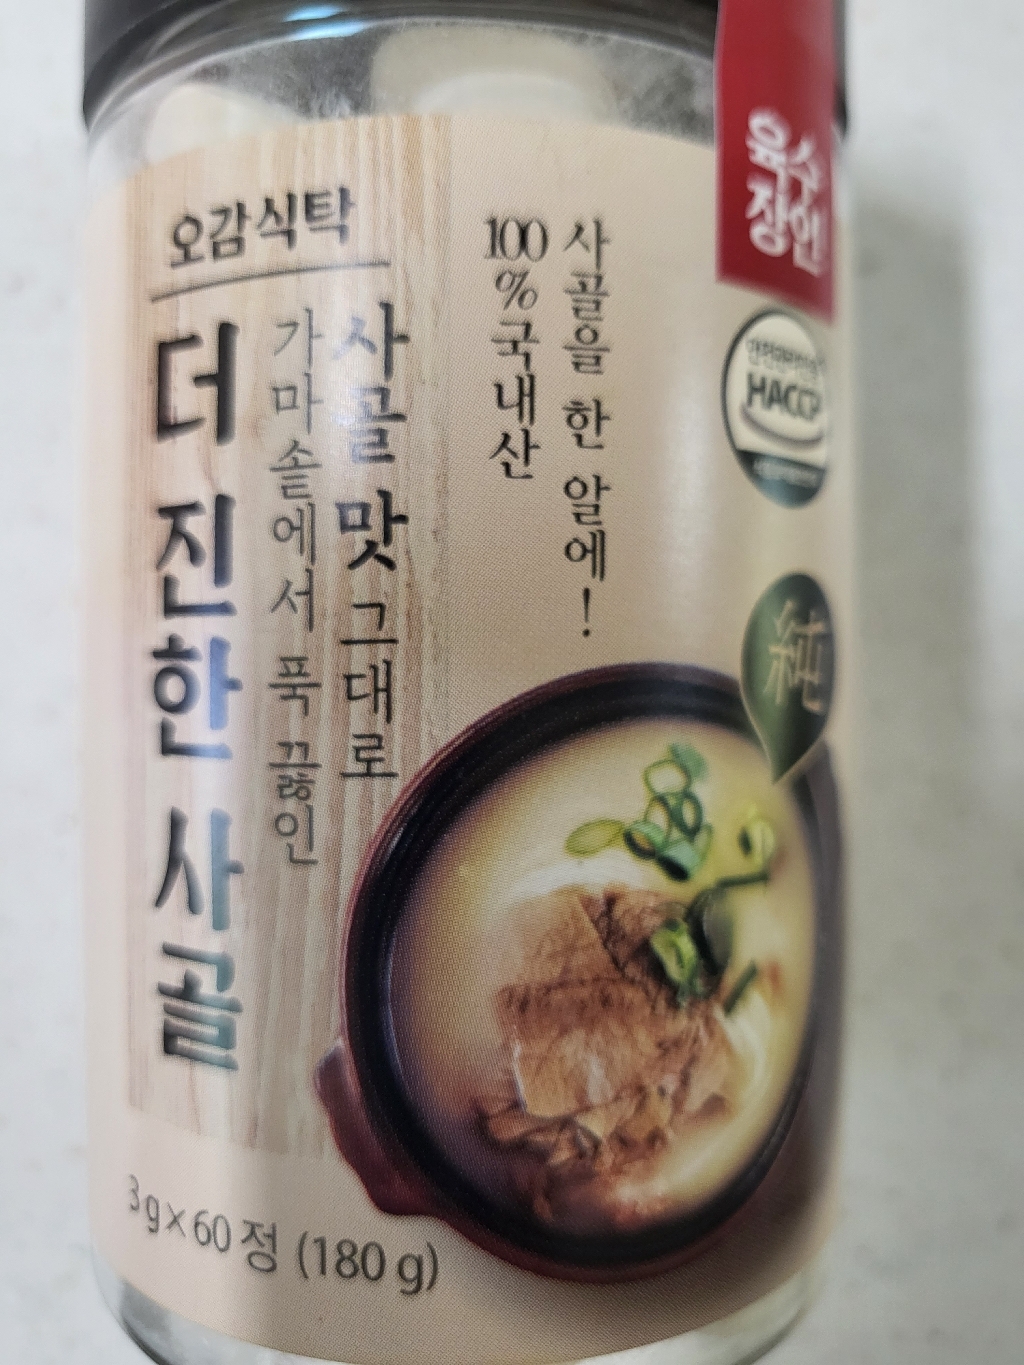 오감식탁
더 진한 사골
사골 맛 그대로
가마솥에서 푹 끓인
사골을 한 알에!
100%국내산
육수
장인
HACCP
純
3g×60정 (180g)